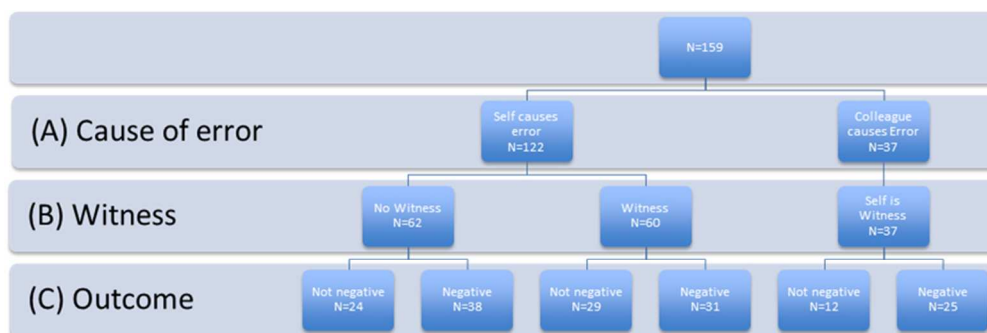 N=159
(A) Cause of error
Self causes
error
N=122
Colleague
causes Error
N=37
(B) Witness
No Witness
N=62
Witness
N=60
Self is
Witness
N=37
(C) Outcome
Not negative
N=24
Negative
N=38
Not negative
N=29
Negative
N=31
Not negative
N=12
Negative
N=25